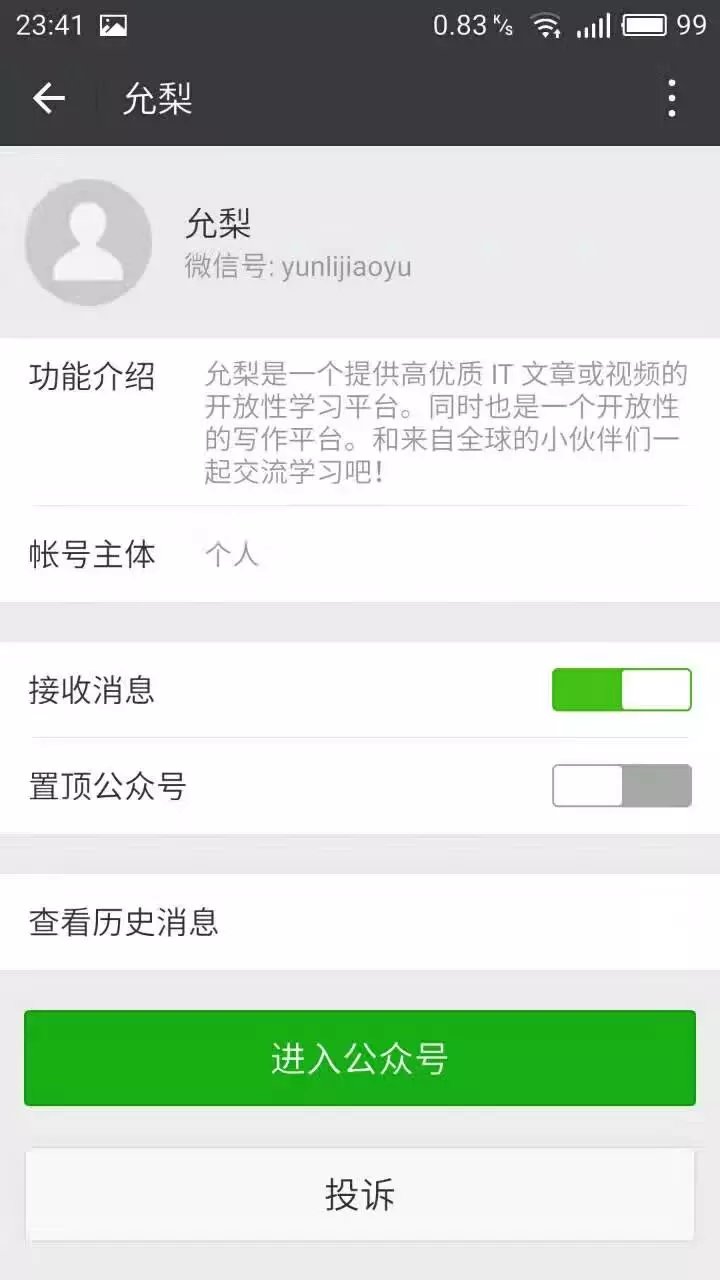 23:41 0.83 K/s 99
允梨
允梨
微信号: yunlijiaoyu
功能介绍
允梨是一个提供高优质 IT 文章或视频的
开放性学习平台。同时也是一个开放性
的写作平台。和来自全球的小伙伴们一
起交流学习吧!
帐号主体 个人
接收消息
置顶公众号
查看历史消息
进入公众号
投诉